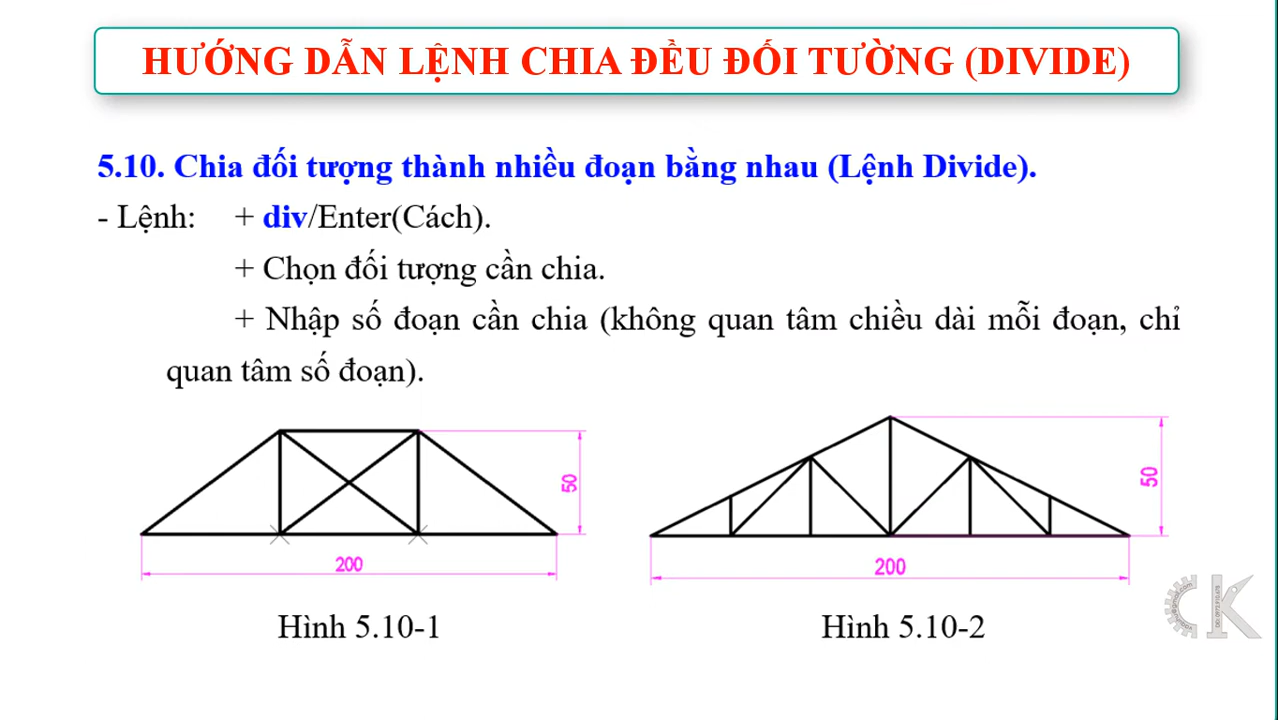 HƯỚNG DẪN LỆNH CHIA ĐỀU ĐỐI TƯỜNG (DIVIDE)
5.10. Chia đối tượng thành nhiều đoạn bằng nhau (Lệnh Divide).
- Lệnh: + div/Enter(Cách).
+ Chọn đối tượng cần chia.
+ Nhập số đoạn cần chia (không quan tâm chiều dài mỗi đoạn, chỉ
quan tâm số đoạn).
50
200
50
200
Hình 5.10-1
Hình 5.10-2
CK